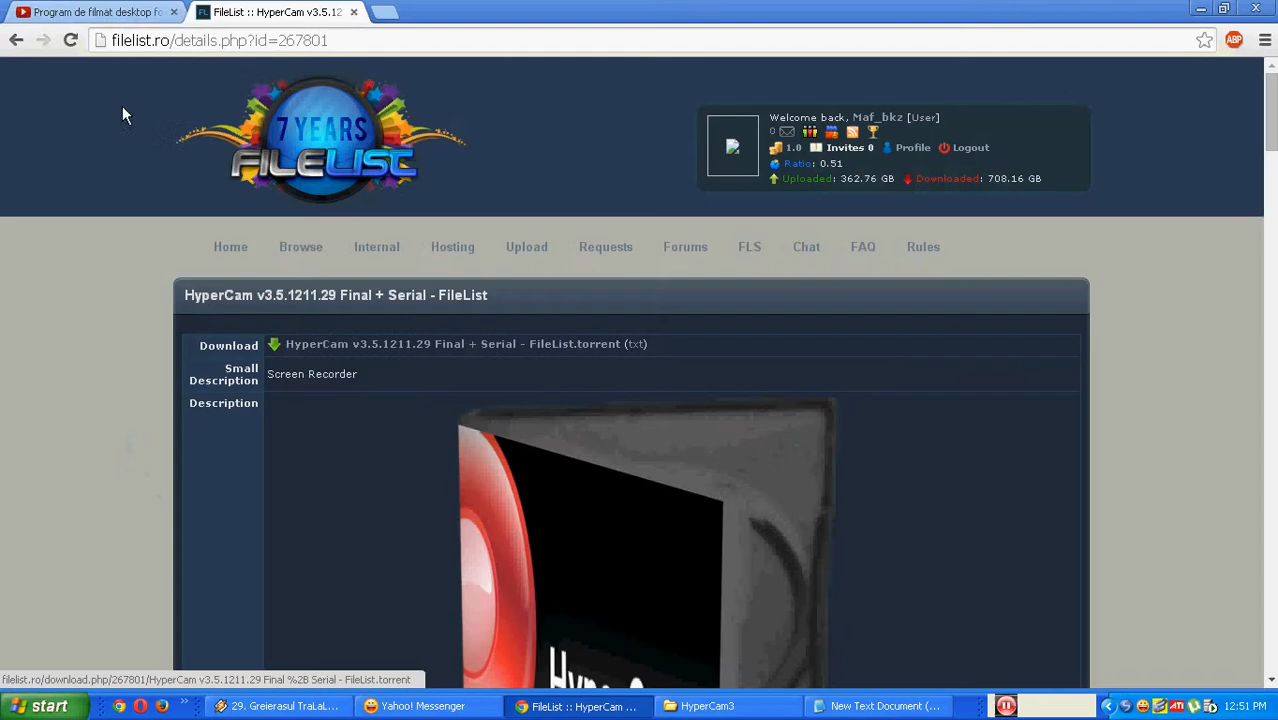 Program de filmat desktop fo
FileList :: HyperCam v3.5.12
filelist.ro/details.php?id=267801
ABP
7 YEARS
FILELIST
Welcome back, Maf_bkz [User]
0
1.0 Invites 0 Profile Logout
Ratio: 0.51
Uploaded: 362.76 GB Downloaded: 708.16 GB
Home Browse Internal Hosting Upload Requests Forums FLS Chat FAQ Rules
HyperCam v3.5.1211.29 Final + Serial - FileList
Download HyperCam v3.5.1211.29 Final + Serial - FileList.torrent (txt)
Small
Description
Screen Recorder
Description
filelist.ro/download.php/267801/HyperCam v3.5.1211.29 Final %2B Serial - FileList.torrent
start
29. Greierasul TraLaL...
Yahoo! Messenger
FileList :: HyperCam ...
HyperCam3
New Text Document (...
12:51 PM